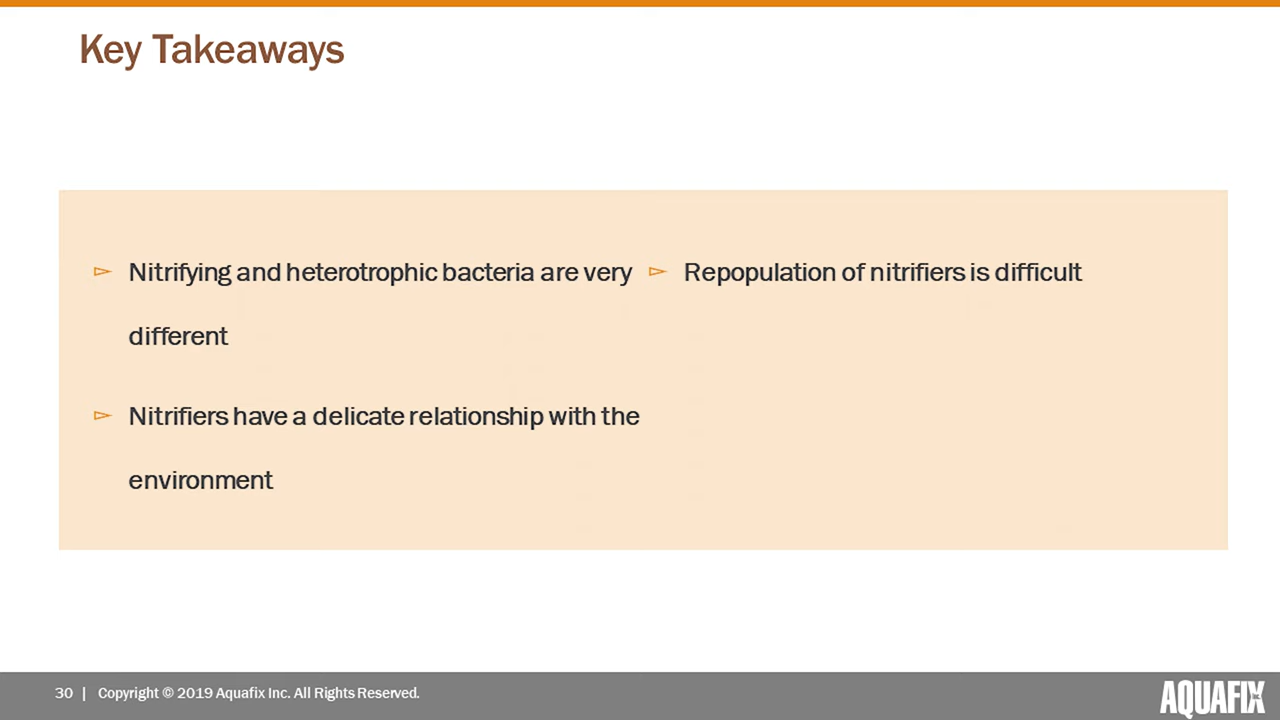 Key Takeaways
► Nitrifying and heterotrophic bacteria are very
different
► Nitrifiers have a delicate relationship with the
environment
► Repopulation of nitrifiers is difficult
30 | Copyright © 2019 Aquafix Inc. All Rights Reserved.
AQUAFIX